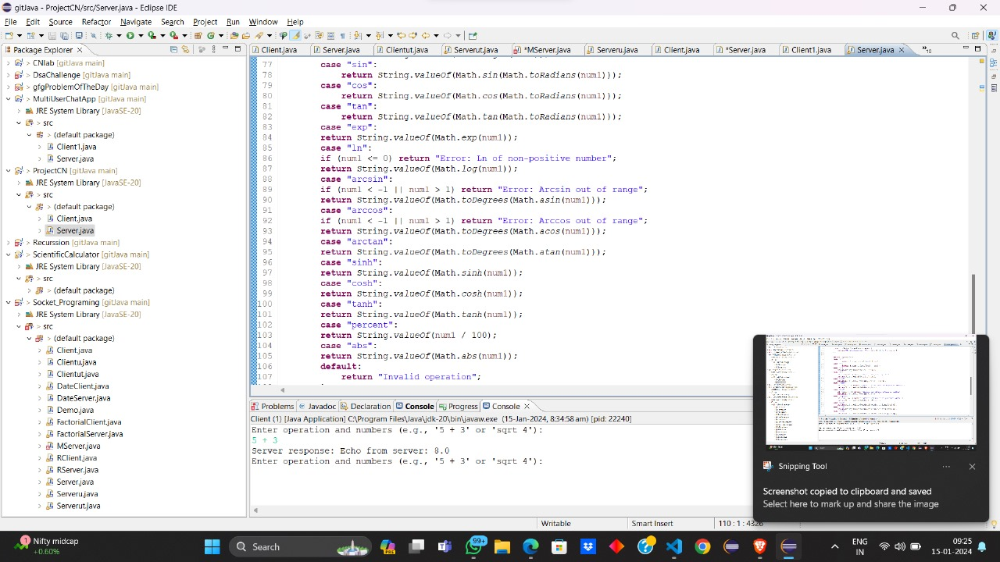 gitJava - ProjectCN/src/Server.java - Eclipse IDE
File Edit Source Refactor Navigate Search Project Run Window Help
Package Explorer
Client.java Server.java Clientut.java Serverut.java *MServer.java Serveru.java Client.java *Server.java Client1.java Server.java »10
> CNlab [gitJava main]
> DsaChallenge [gitJava main]
> gfgProblemOfTheDay [gitJava main]
> MultiUserChatApp [gitJava main]
> JRE System Library [JavaSE-20]
> src
> (default package)
> Client1.java
> Server.java
> ProjectCN [gitJava main]
> JRE System Library [JavaSE-20]
> src
> (default package)
> Client.java
> Server.java
> Recurssion [gitJava main]
> ScientificCalculator [gitJava main]
> JRE System Library [JavaSE-20]
> src
> (default package)
> Socket_Programing [gitJava main]
> JRE System Library [JavaSE-20]
> src
> (default package)
Client.java
Clientu.java
Clientut.java
DateClient.java
DateServer.java
Demo.java
FactorialClient.java
FactorialServer.java
MServer.java
RClient.java
RServer.java
Server.java
Serveru.java
Serverut.java
77 case "sin":
78 return String.valueOf(Math.sin(Math.toRadians(num1)));
79 case "cos":
80 return String.valueOf(Math.cos(Math.toRadians(num1)));
81 case "tan":
82 return String.valueOf(Math.tan(Math.toRadians(num1)));
83 case "exp":
84 return String.valueOf(Math.exp(num1));
85 case "ln":
86 if (num1 <= 0) return "Error: Ln of non-positive number";
87 return String.valueOf(Math.log(num1));
88 case "arcsin":
89 if (num1 < -1 || num1 > 1) return "Error: Arcsin out of range";
90 return String.valueOf(Math.toDegrees(Math.asin(num1)));
91 case "arccos":
92 if (num1 < -1 || num1 > 1) return "Error: Arccos out of range";
93 return String.valueOf(Math.toDegrees(Math.acos(num1)));
94 case "arctan":
95 return String.valueOf(Math.toDegrees(Math.atan(num1)));
96 case "sinh":
97 return String.valueOf(Math.sinh(num1));
98 case "cosh":
99 return String.valueOf(Math.cosh(num1));
100 case "tanh":
101 return String.valueOf(Math.tanh(num1));
102 case "percent":
103 return String.valueOf(num1 / 100);
104 case "abs":
105 return String.valueOf(Math.abs(num1));
106 default:
107 return "Invalid operation";
Problems Javadoc Declaration Console Progress Console
Client (1) [Java Application] C:\Program Files\Java\jdk-20\bin\javaw.exe (15-Jan-2024, 8:34:58 am) [pid: 22240]
Enter operation and numbers (e.g., '5 + 3' or 'sqrt 4'):
5 + 3
Server response: Echo from server: 8.0
Enter operation and numbers (e.g., '5 + 3' or 'sqrt 4'):
Snipping Tool
Screenshot copied to clipboard and saved
Select here to mark up and share the image
Writable Smart Insert 110 : 1 : 4326
1 Nifty midcap
+0.60%
Search
PRE
99+
ENG
IN
09:25
15-01-2024